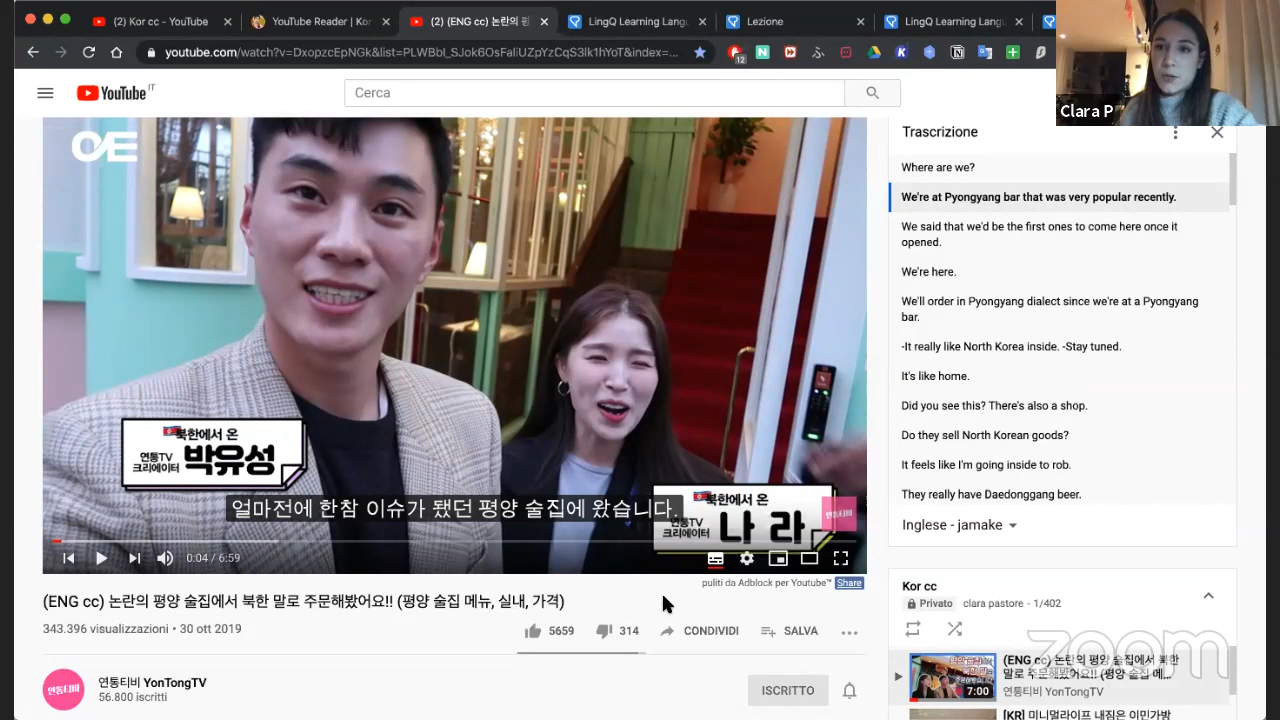 (2) Kor cc - YouTube
YouTube Reader | Kor
(2) (ENG cc) 논란의 평
LingQ Learning Langu
Lezione
LingQ Learning Langu
youtube.com/watch?v=DxopzcEpNGk&list=PLWBbI_SJok6OsFaliUZpYzCqS3lk1hYoT&index=...
12
YouTube IT
Cerca
Clara P
Trascrizione
Where are we?
We're at Pyongyang bar that was very popular recently.
We said that we'd be the first ones to come here once it
opened.
We're here.
We'll order in Pyongyang dialect since we're at a Pyongyang
bar.
-It really like North Korea inside. -Stay tuned.
It's like home.
Did you see this? There's also a shop.
Do they sell North Korean goods?
It feels like I'm going inside to rob.
They really have Daedonggang beer.
Inglese - jamake
북한에서 온
연통TV
크리에이터 박유성
북한에서 온
연통TV
크리에이터 나 라
연통티비
얼마전에 한참 이슈가 됐던 평양 술집에 왔습니다.
0:04 / 6:59
puliti da Adblock per Youtube™ Share
(ENG cc) 논란의 평양 술집에서 북한 말로 주문해봤어요!! (평양 술집 메뉴, 실내, 가격)
343.396 visualizzazioni • 30 ott 2019
5659
314
CONDIVIDI
SALVA
연통티비
연통티비 YonTongTV
56.800 iscritti
ISCRITTO
Kor cc
Privato clara pastore - 1/402
7:00
(ENG cc) 논란의 평양 술집에서 북한
말로 주문해봤어요!! (평양 술집 메...
연통티비 YonTongTV
[KR] 미니멀라이프 내집은 이민가방
zoom